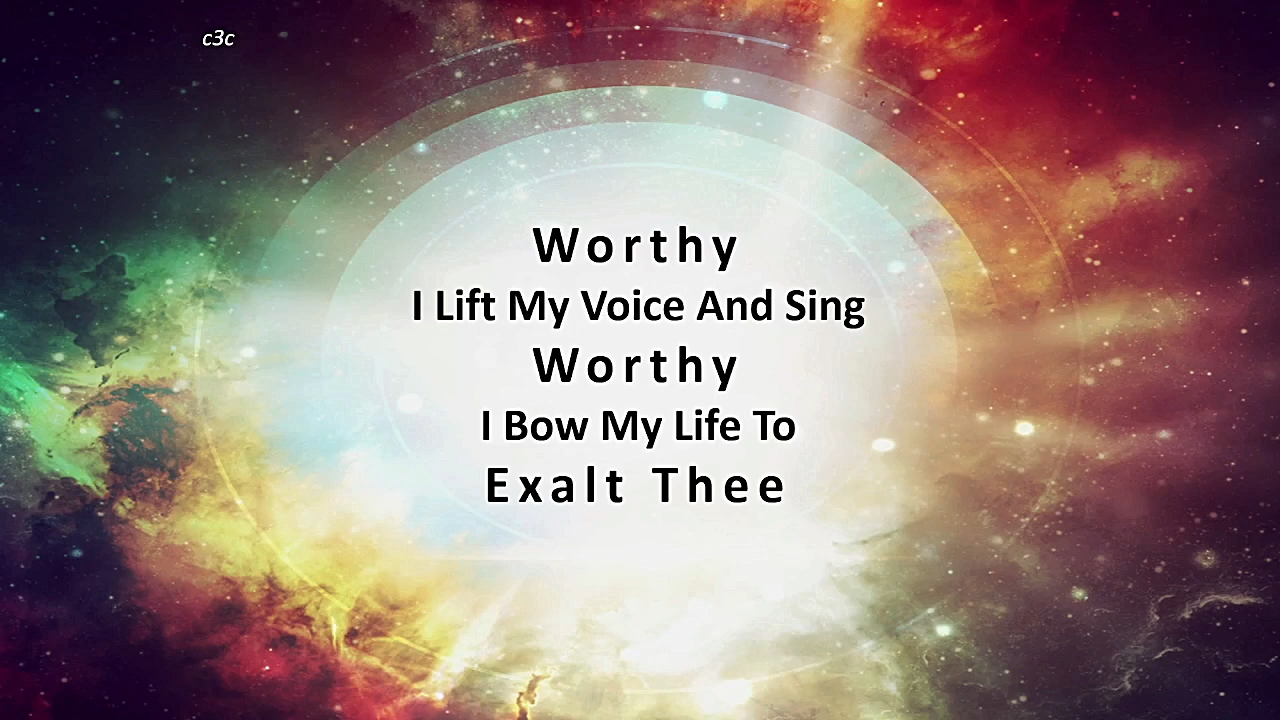 c3c
Worthy
I Lift My Voice And Sing
Worthy
I Bow My Life To
Exalt Thee